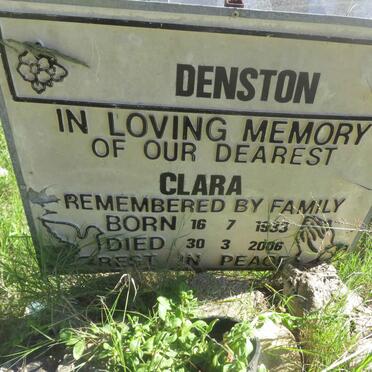 DENSTON
IN LOVING MEMORY
OF OUR DEAREST
CLARA
REMEMBERED BY FAMILY
BORN 16 7 1933
DIED 30 3 2006
REST IN PEACE